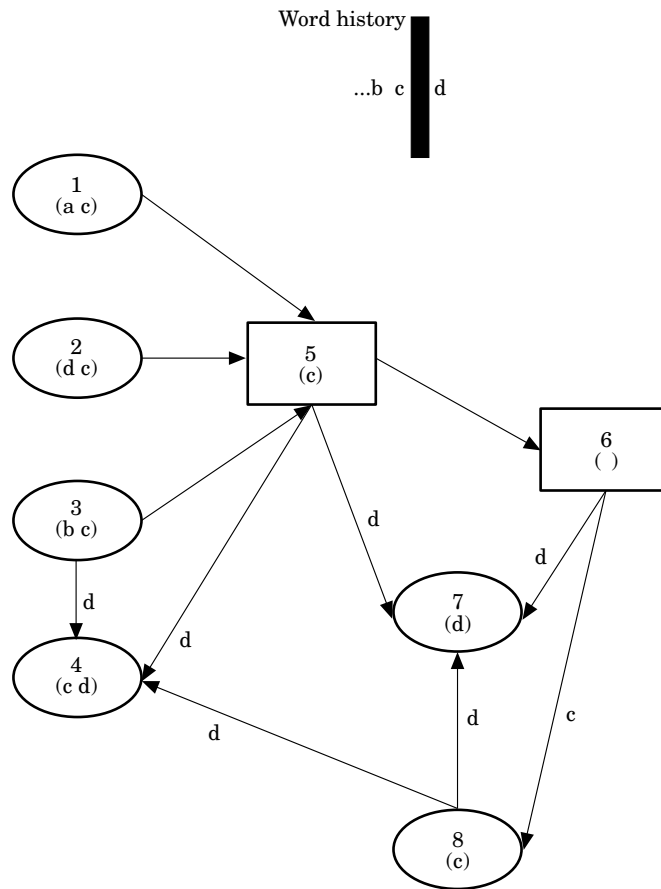 Word history
...b c d
1
(a c)
2
(d c)
5
(c)
6
( )
3
(b c)
d
d
7
(d)
d
4
(c d)
d
d
d
c
8
(c)